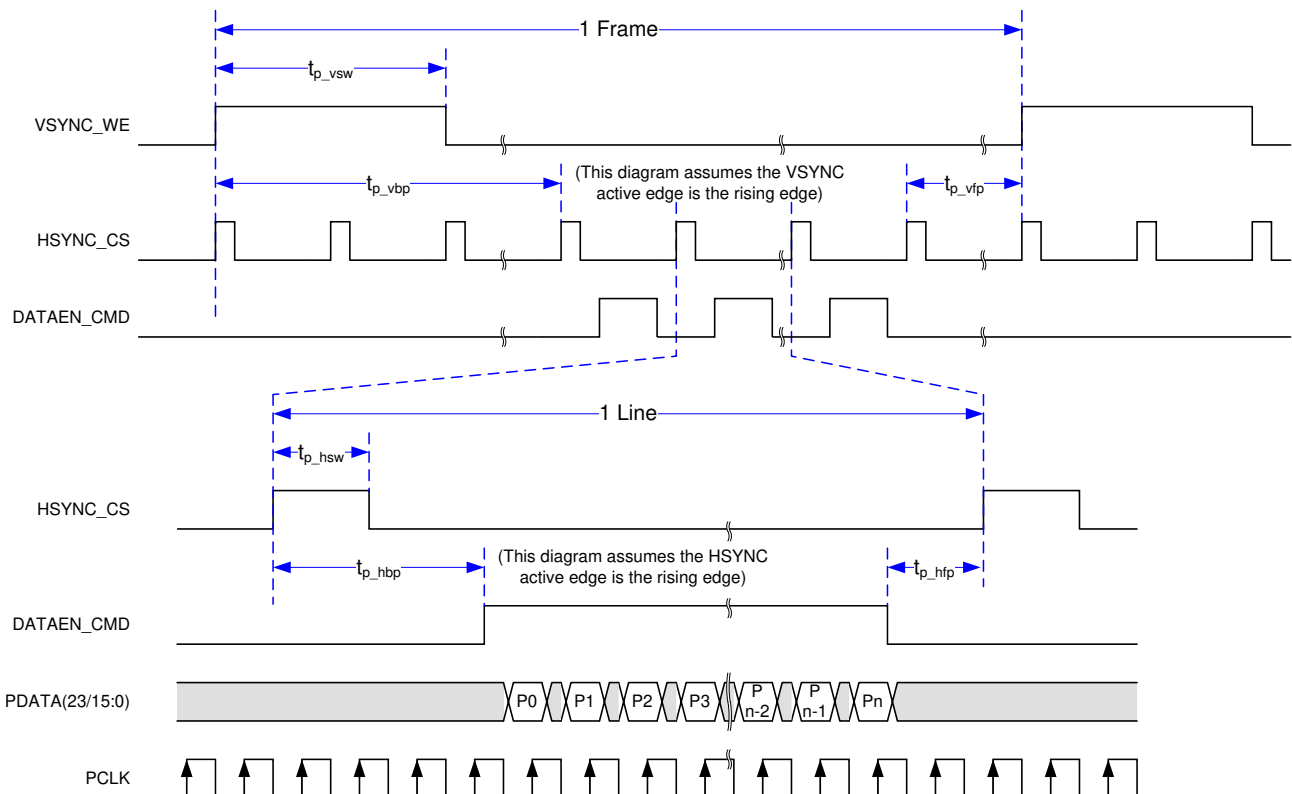 1 Frame
tp_vsw
VSYNC_WE
(This diagram assumes the VSYNC
active edge is the rising edge)
tp_vbp
tp_vfp
HSYNC_CS
DATAEN_CMD
1 Line
tp_hsw
HSYNC_CS
(This diagram assumes the HSYNC
active edge is the rising edge)
tp_hbp
tp_hfp
DATAEN_CMD
PDATA(23/15:0)
P0
P1
P2
P3
P
n-2
P
n-1
Pn
PCLK